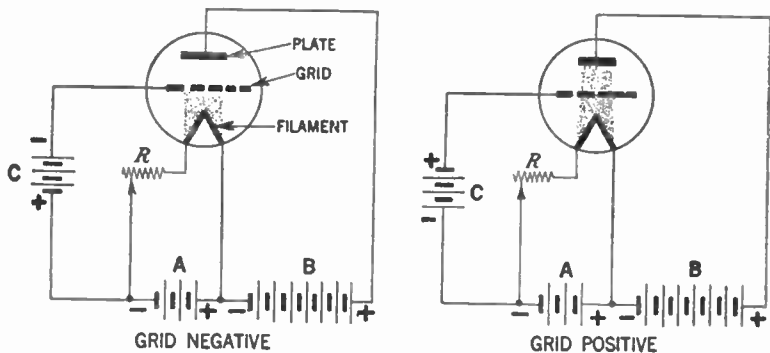 PLATE
GRID
FILAMENT
-
C
+
R
A
B
- + - +
GRID NEGATIVE
+
C
-
R
A
B
- + - +
GRID POSITIVE